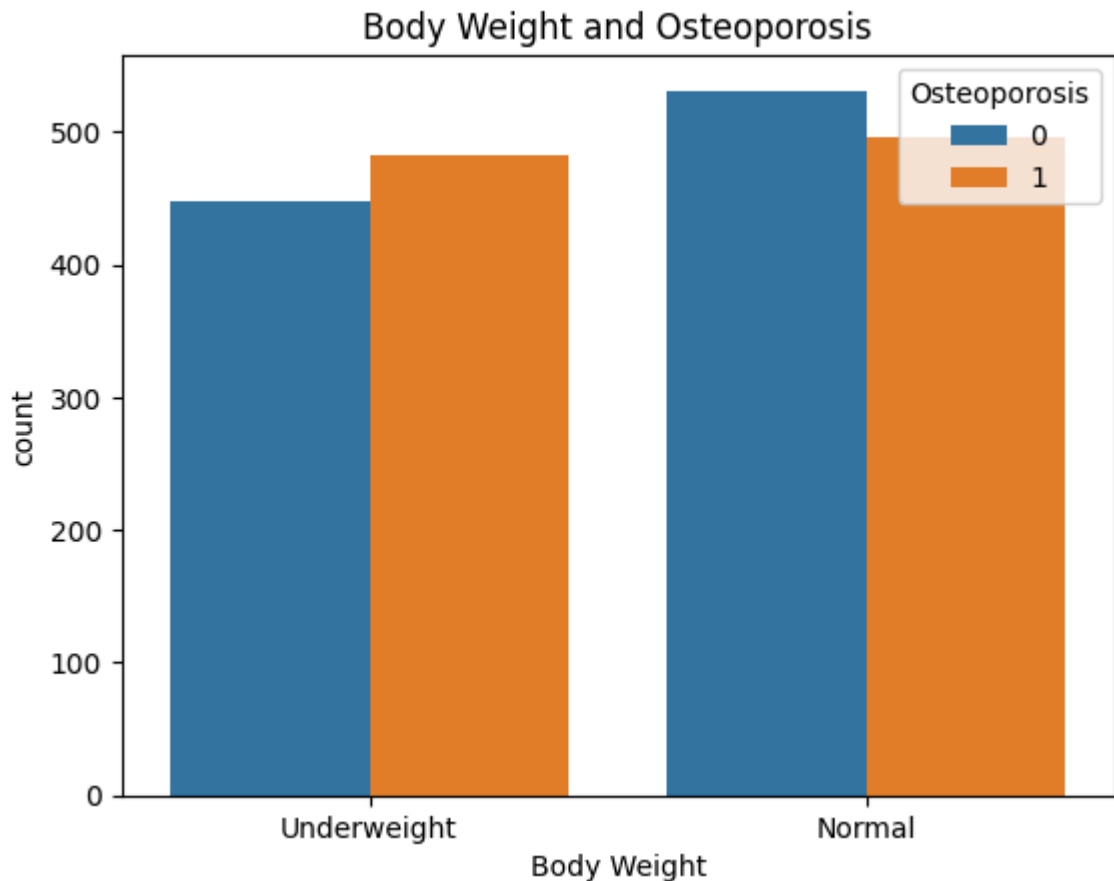 Body Weight and Osteoporosis
Osteoporosis
0
1
500
400
300
200
100
0
count
Underweight
Normal
Body Weight